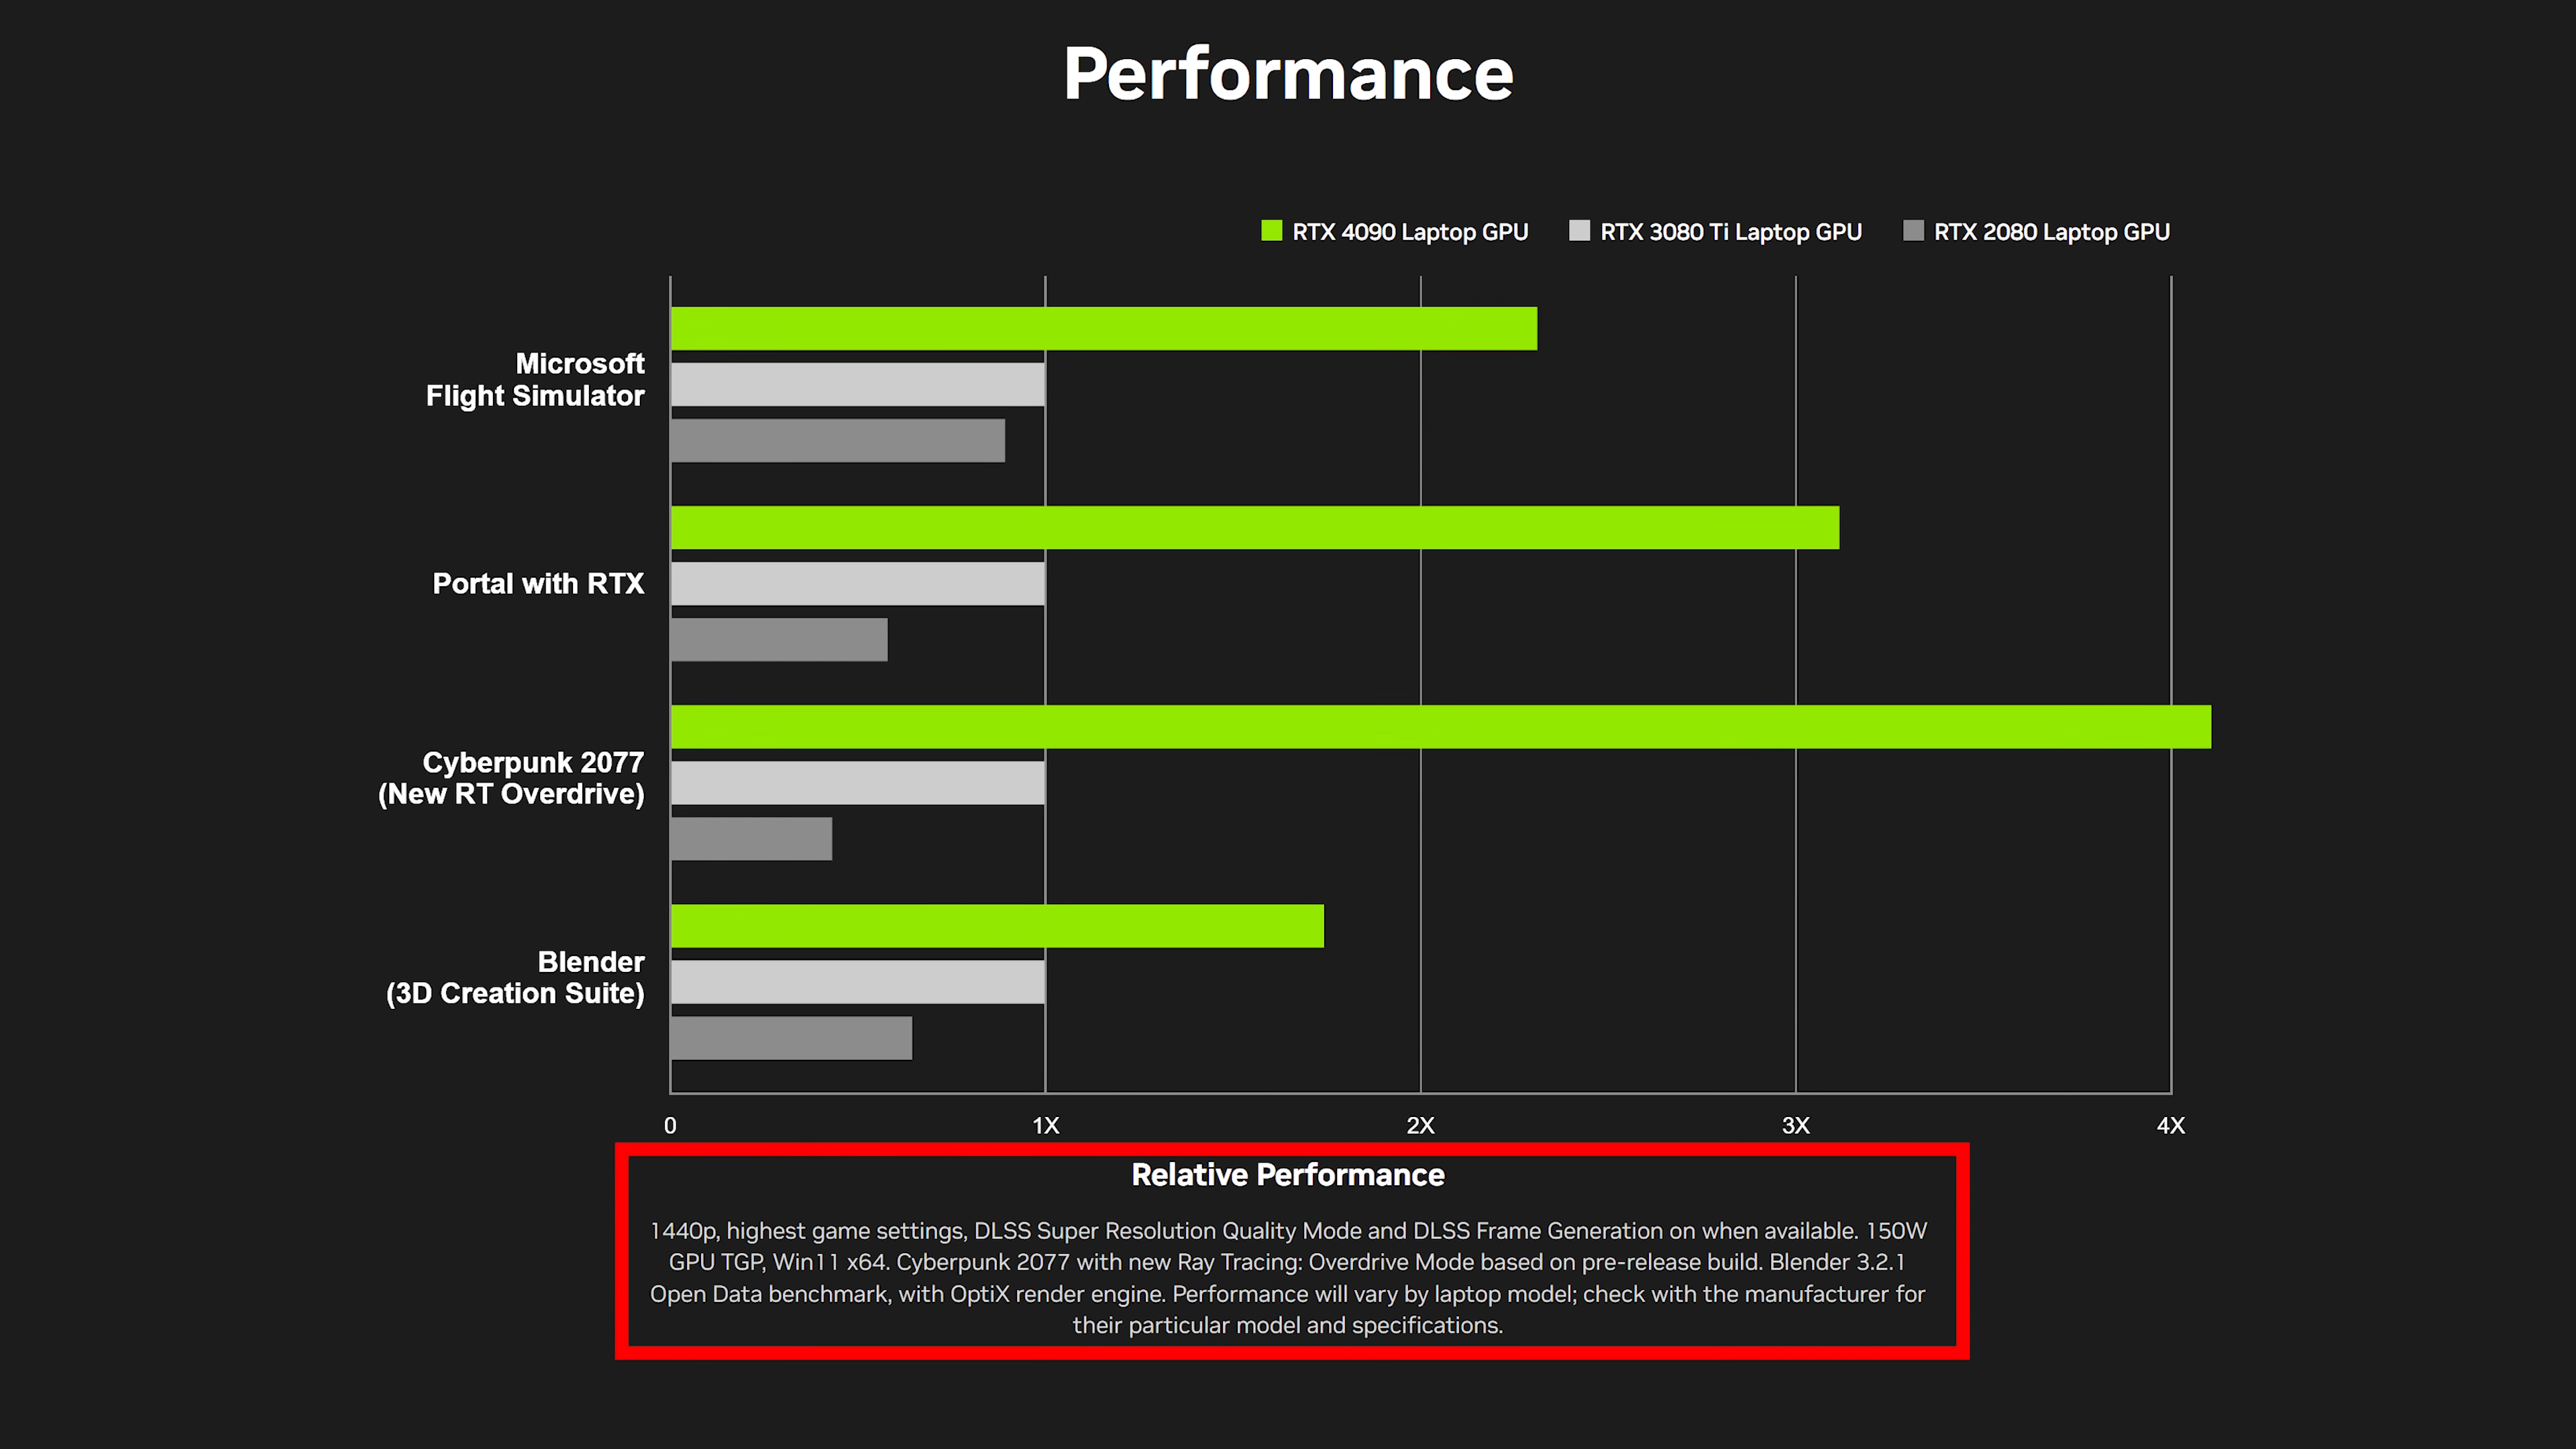 Performance
RTX 4090 Laptop GPU
RTX 3080 Ti Laptop GPU
RTX 2080 Laptop GPU
Microsoft
Flight Simulator
Portal with RTX
Cyberpunk 2077
(New RT Overdrive)
Blender
(3D Creation Suite)
0
1X
2X
3X
4X
Relative Performance
1440p, highest game settings, DLSS Super Resolution Quality Mode and DLSS Frame Generation on when available. 150W
GPU TGP, Win11 x64. Cyberpunk 2077 with new Ray Tracing: Overdrive Mode based on pre-release build. Blender 3.2.1
Open Data benchmark, with OptiX render engine. Performance will vary by laptop model; check with the manufacturer for
their particular model and specifications.